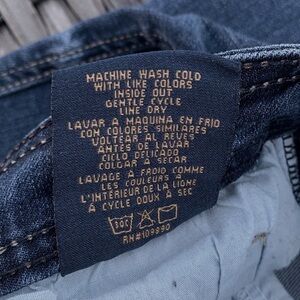 MACHINE WASH COLD
WITH LIKE COLORS
INSIDE OUT
GENTLE CYCLE
LINE DRY
LAVAR A MAQUINA EN FRIO
CON COLORES SIMILARES
VOLTEAR AL REVES
ANTES DE LAVAR
CICLO DELICADO
COLGAR A SECAR
LAVAGE A FROID COMME
LES COULEURS A
L'INTERIEUR DE LA LIGNE
A CYCLE DOUX A SEC
30C
RN#109990